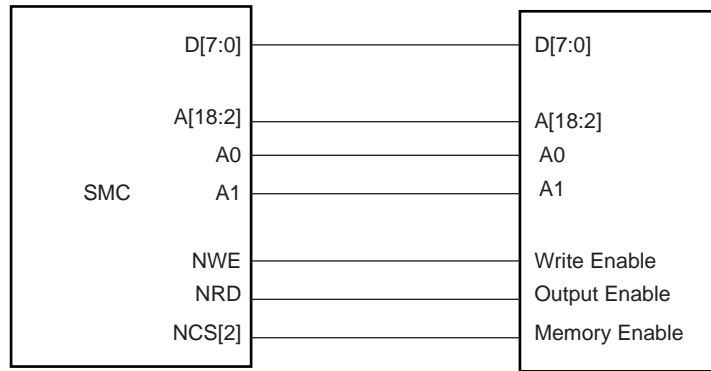 D[7:0] D[7:0]
A[18:2] A[18:2]
A0 A0
SMC A1 A1
NWE Write Enable
NRD Output Enable
NCS[2] Memory Enable